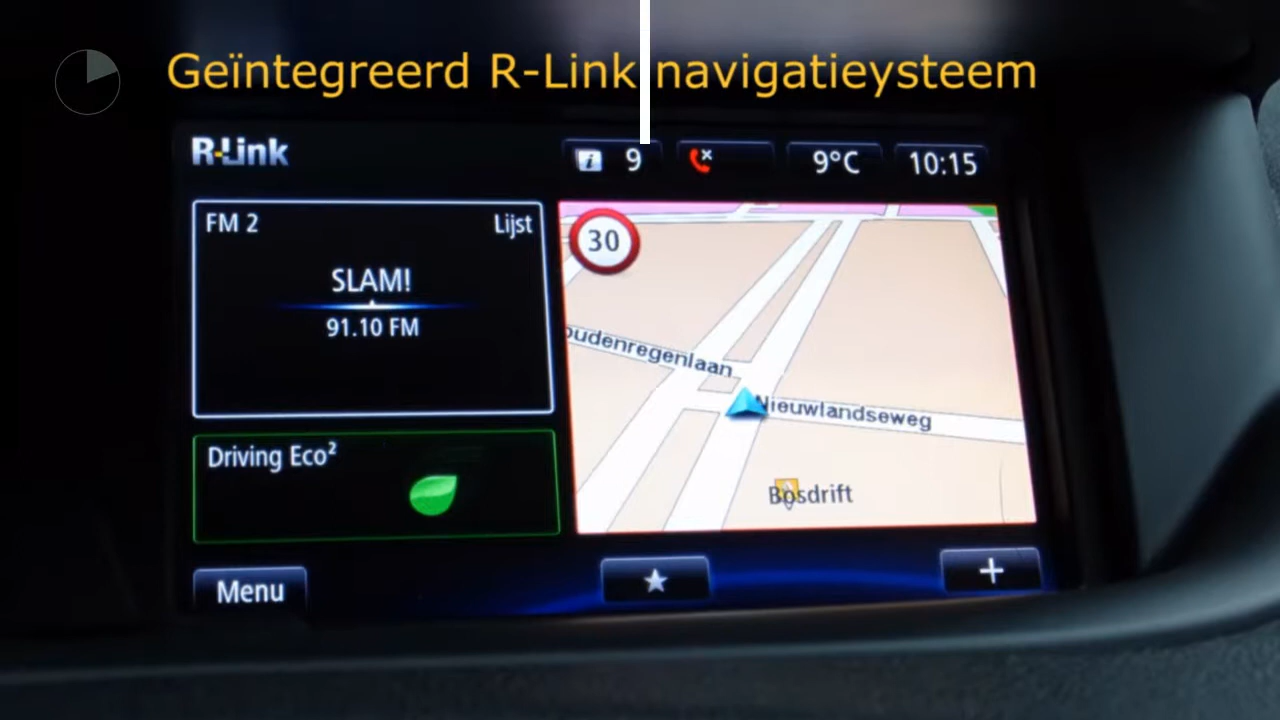 Geïntegreerd R-Link navigatieysteem
R-Link
i 9
9°C
10:15
FM 2
Lijst
30
SLAM!
91.10 FM
oudenregenlaan
Nieuwlandseweg
Driving Eco²
Bosdrift
Menu